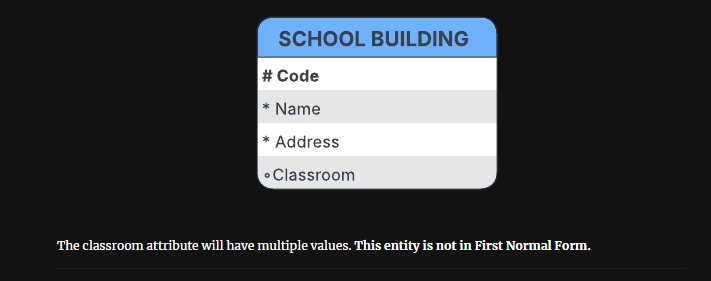 SCHOOL BUILDING
# Code
* Name
* Address
∘Classroom
The classroom attribute will have multiple values. This entity is not in First Normal Form.